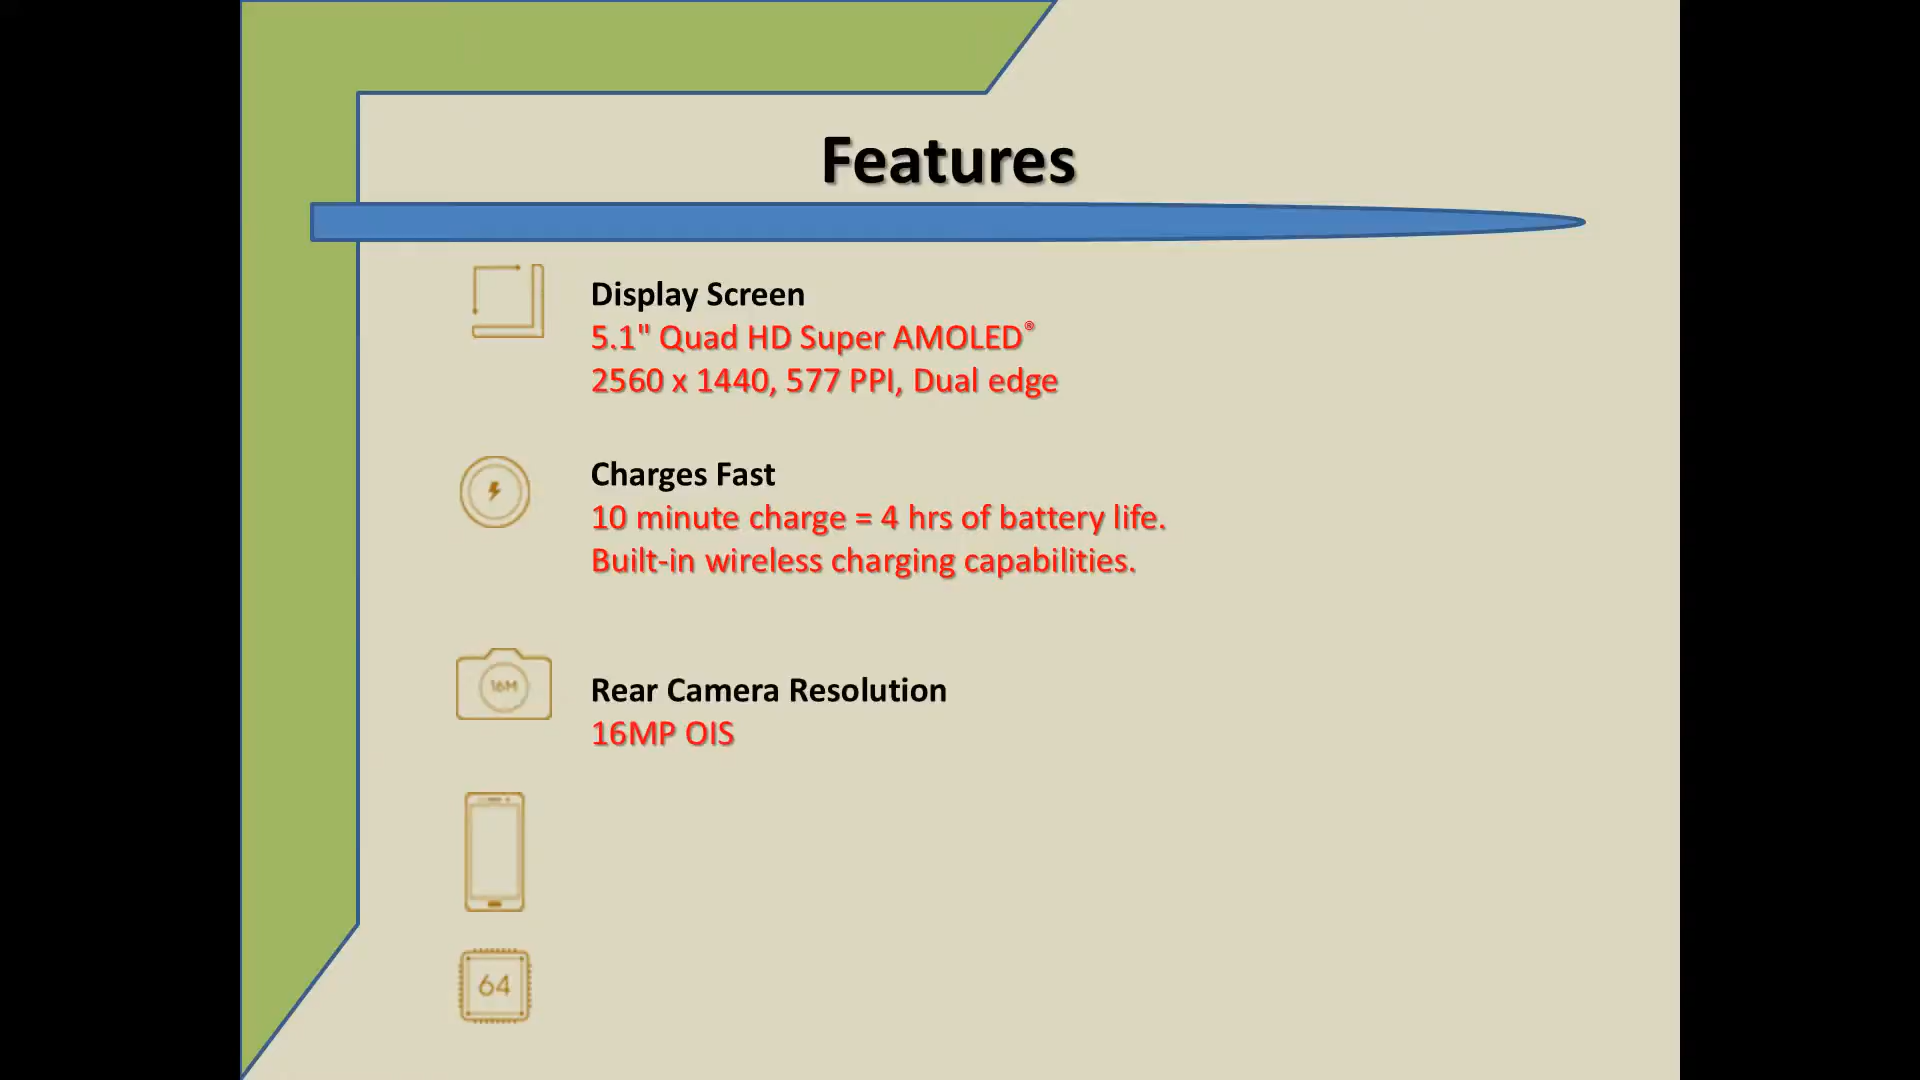 Features
Display Screen
5.1" Quad HD Super AMOLED®
2560 x 1440, 577 PPI, Dual edge
Charges Fast
10 minute charge = 4 hrs of battery life.
Built-in wireless charging capabilities.
16M
Rear Camera Resolution
16MP OIS
64